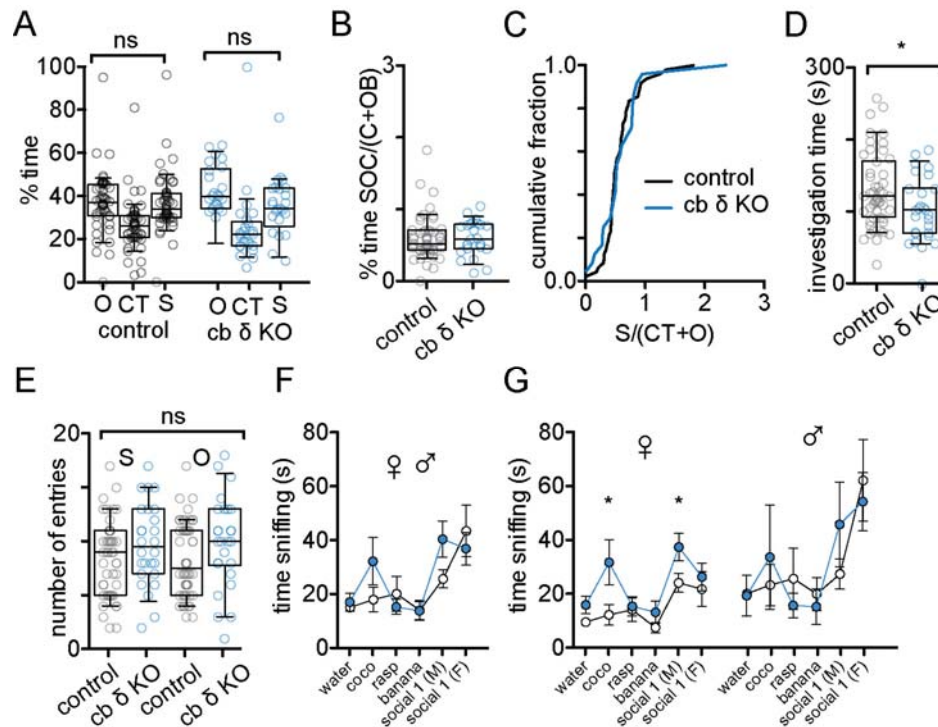 A
ns
ns
% time
100
80
60
40
20
0
O CT S
control
O CT S
cb δ KO
B
% time SOC/(C+OB)
3
0
control
cb δ KO
C
cumulative fraction
1.0
0
control
cb δ KO
0 1 2 3
S/(CT+O)
D
*
investigation time (s)
300
0
control
cb δ KO
E
ns
number of entries
20
0
S
O
control
cb δ KO
control
cb δ KO
F
♀ ♂
time sniffing (s)
80
60
40
20
0
water
coco
rasp
banana
social 1 (M)
social 1 (F)
G
♀
♂
* *
time sniffing (s)
80
60
40
20
0
water
coco
rasp
banana
social 1 (M)
social 1 (F)
water
coco
rasp
banana
social 1 (M)
social 1 (F)